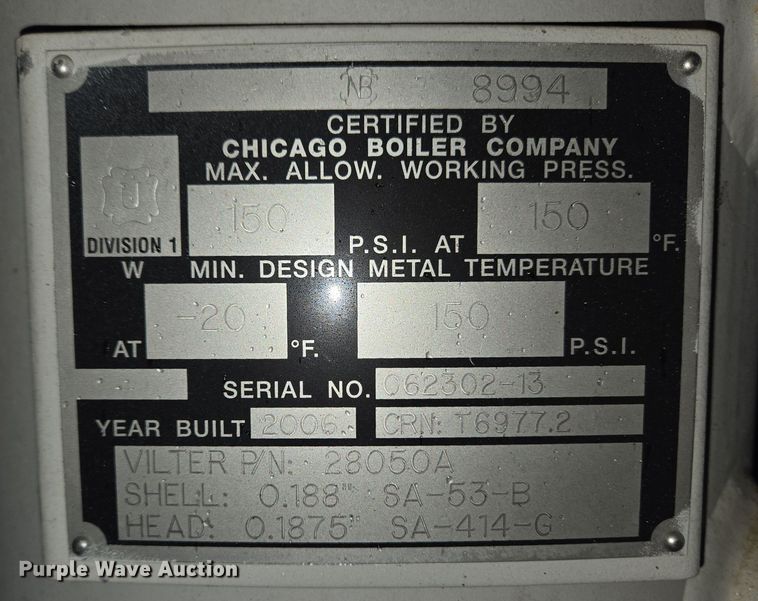 NB 8994
CERTIFIED BY
CHICAGO BOILER COMPANY
MAX. ALLOW. WORKING PRESS.
U
150 P.S.I. AT 150 °F.
DIVISION 1
W MIN. DESIGN METAL TEMPERATURE
AT -20 °F. 150 P.S.I.
SERIAL NO. 062302-13
YEAR BUILT 2006 CRN: T6977.2
VILTER P/N: 28050A
SHELL: 0.188" SA-53-B
HEAD: 0.1875" SA-414-G
Purple Wave Auction